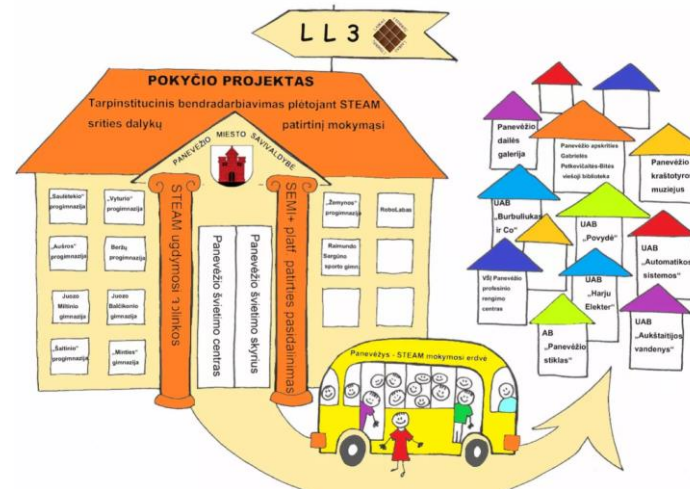 LL3
POKYČIO PROJEKTAS
Tarpinstitucinis bendradarbiavimas plėtojant STEAM
srities dalykų patirtinį mokymąsi
PANEVĖŽIO MIESTO SAVIVALDYBĖ
„Saulėtekio"
progimnazija
„Vyturio"
progimnazija
„Aušros"
progimnazija
Beržų
progimnazija
Juozo
Miltinio
gimnazija
Juozo
Balčikonio
gimnazija
„Šaltinio"
progimnazija
„Minties"
gimnazija
STEAM ugdymosi
Panevėžio švietimo centras
Panevėžio švietimo skyrius
SEMI+ platf patirties pasidalinimas
„Žemynos"
progimnazija
RoboLabas
Raimundo
Sargūno
sporto gimn
Panevėžys - STEAM mokymosi erdvė
Panevėžio
dailės
galerija
Panevėžio apskrities
Gabrielės
Petkevičaitės-Bitės
viešoji biblioteka
Panevėžio
kraštotyros
muziejus
UAB
„Burbuliukas
ir Co"
UAB
„Povydė"
UAB
„Automatikos
sistemos"
VŠĮ Panevėžio
profesinio
rengimo
centras
UAB
„Harju
Elekter"
AB
„Panevėžio
stiklas"
UAB
„Aukštaitijos
vandenys"